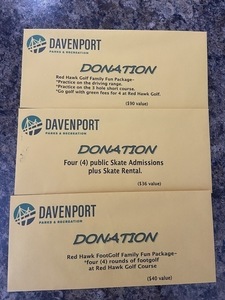 DAVENPORT
PARKS & RECREATION
DONATION
Red Hawk Golf Family Fun Package~
*Practice on the driving range.
*Practice on the 3 hole short course.
*Go golf with green fees for 4 at Red Hawk Golf.
($90 value)
DAVENPORT
PARKS & RECREATION
DONATION
Four (4) public Skate Admissions
plus Skate Rental.
($36 value)
DAVENPORT
PARKS & RECREATION
DONATION
Red Hawk FootGolf Family Fun Package~
*four (4) rounds of footgolf
at Red Hawk Golf Course
($40 value)